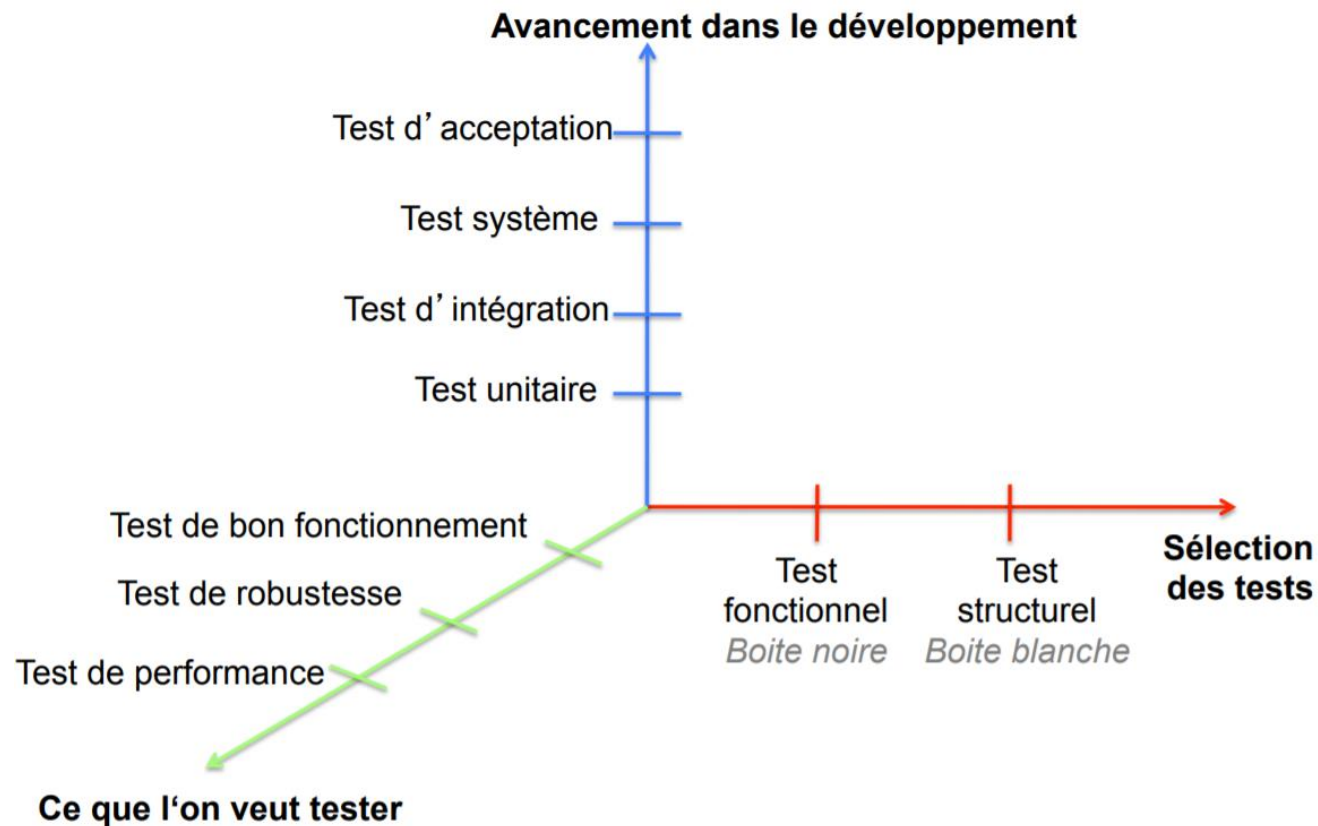 Avancement dans le développement
Test d’acceptation
Test système
Test d’intégration
Test unitaire
Test de bon fonctionnement
Test de robustesse
Test de performance
Ce que l‘on veut tester
Test
fonctionnel
Boite noire
Test
structurel
Boite blanche
Sélection
des tests